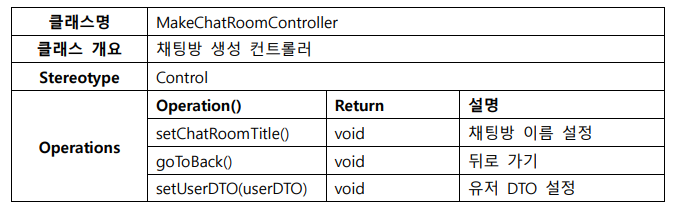 클래스명 MakeChatRoomController
클래스 개요 채팅방 생성 컨트롤러
Stereotype Control
Operations
Operation() Return 설명
setChatRoomTitle() void 채팅방 이름 설정
goToBack() void 뒤로 가기
setUserDTO(userDTO) void 유저 DTO 설정